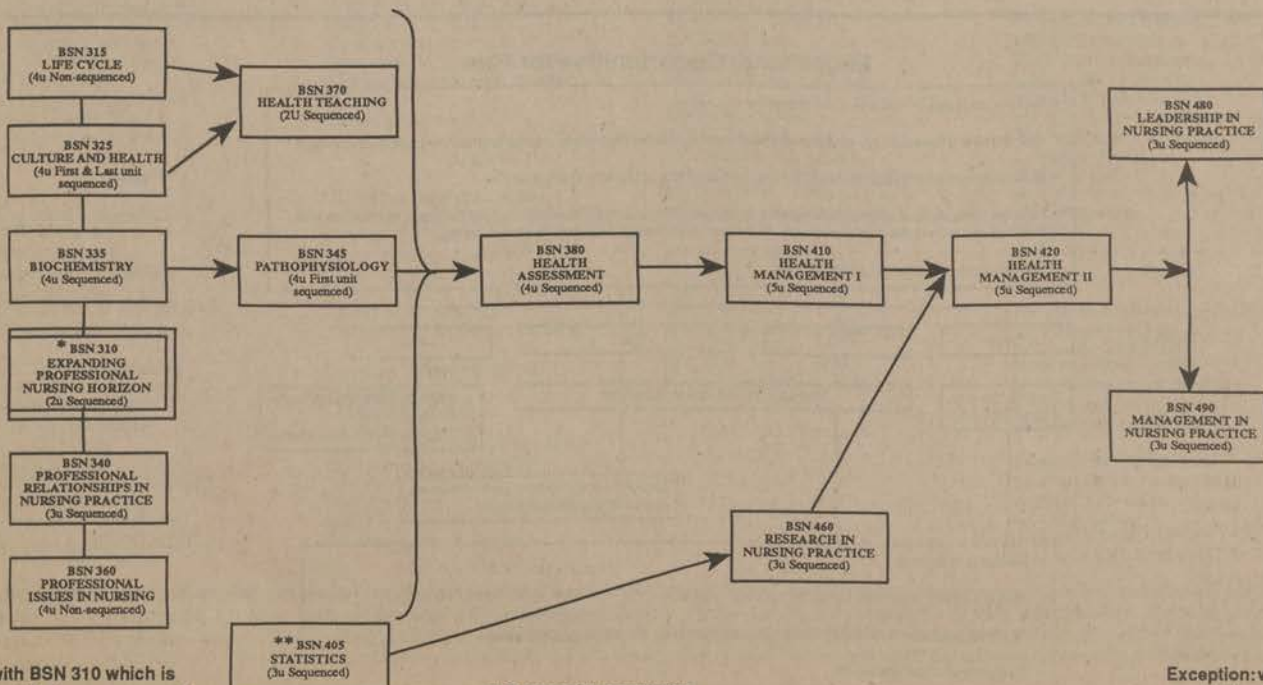 BSN 315
LIFE CYCLE
(4u Non-sequenced)
BSN 325
CULTURE AND HEALTH
(4u First & Last unit
sequenced)
BSN 335
BIOCHEMISTRY
(4u Sequenced)
* BSN 310
EXPANDING
PROFESSIONAL
NURSING HORIZON
(2u Sequenced)
BSN 340
PROFESSIONAL
RELATIONSHIPS IN
NURSING PRACTICE
(3u Sequenced)
BSN 360
PROFESSIONAL
ISSUES IN NURSING
(4u Non-sequenced)
BSN 370
HEALTH TEACHING
(2U Sequenced)
BSN 345
PATHOPHYSIOLOGY
(4u First unit
sequenced)
** BSN 405
STATISTICS
(3u Sequenced)
BSN 380
HEALTH
ASSESSMENT
(4u Sequenced)
BSN 410
HEALTH
MANAGEMENT I
(5u Sequenced)
BSN 460
RESEARCH IN
NURSING PRACTICE
(3u Sequenced)
BSN 420
HEALTH
MANAGEMENT II
(5u Sequenced)
BSN 480
LEADERSHIP IN
NURSING PRACTICE
(3u Sequenced)
BSN 490
MANAGEMENT IN
NURSING PRACTICE
(3u Sequenced)
with BSN 310 which is
Exception: